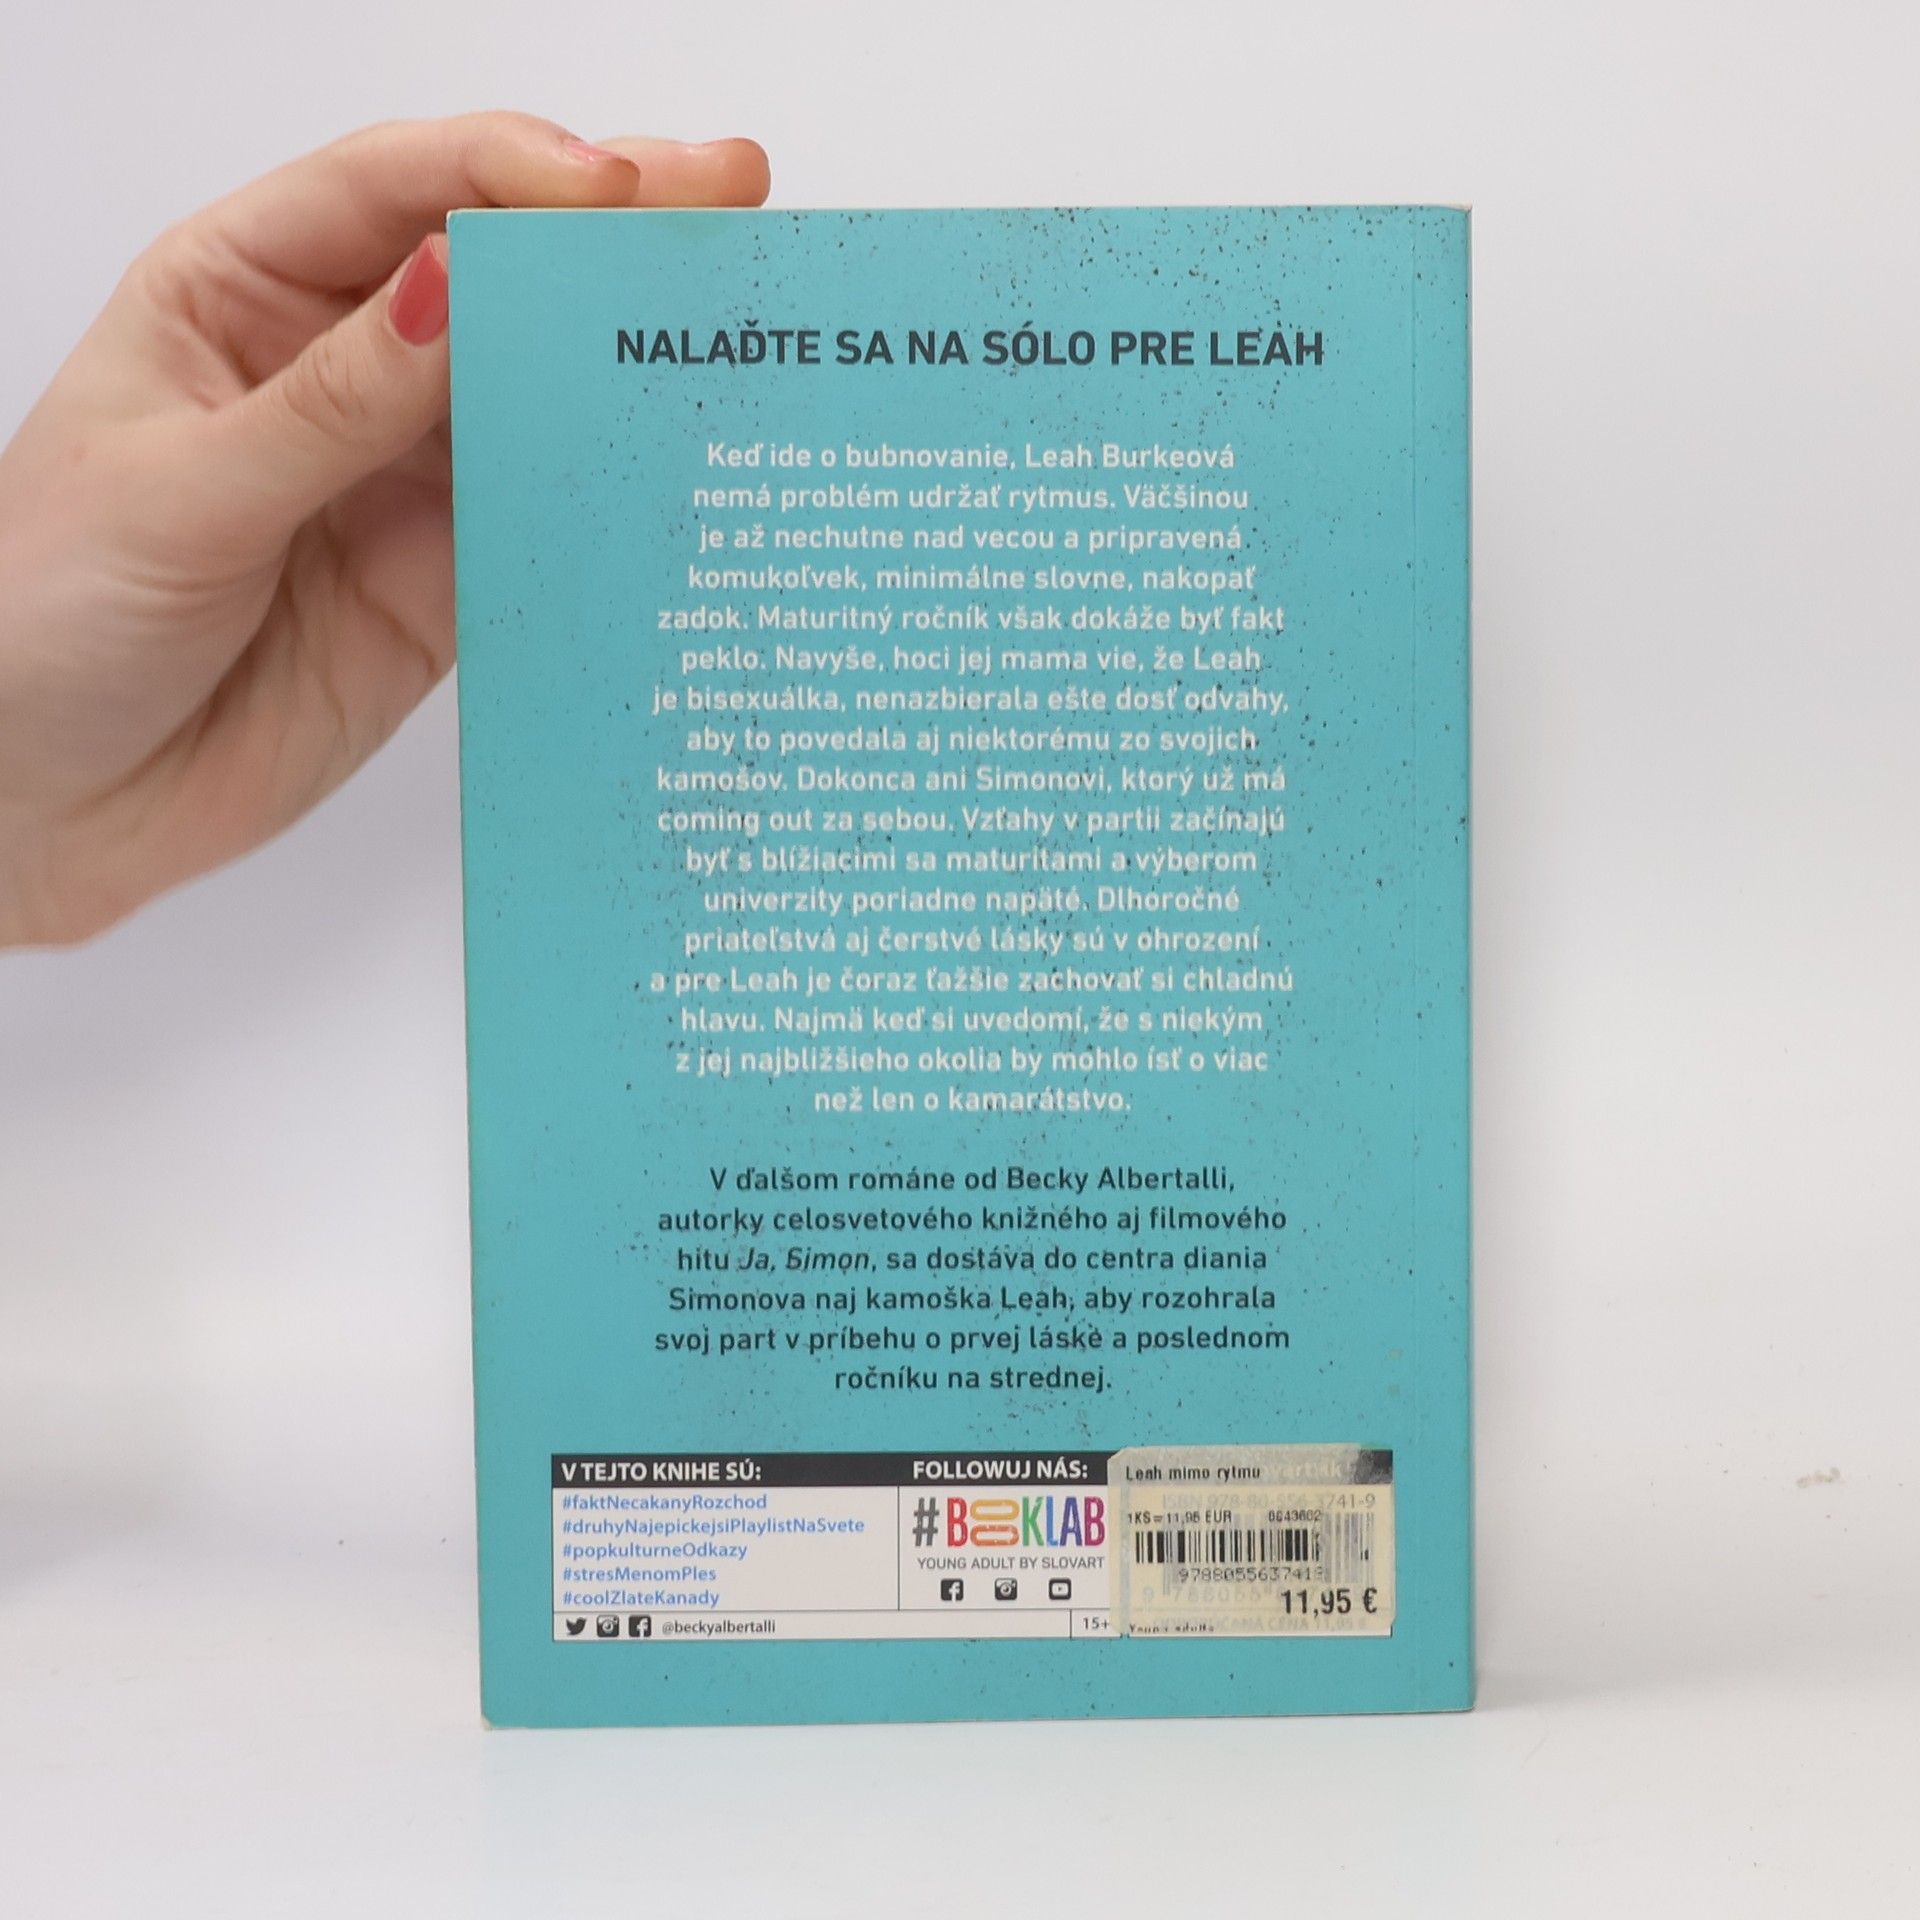 NALAĎTE SA NA SÓLO PRE LEAH
Keď ide o bubnovanie, Leah Burkeová
nemá problém udržať rytmus. Väčšinou
je až nechutne nad vecou a pripravená
komukoľvek, minimálne slovne, nakopať
zadok. Maturitný ročník však dokáže byť fakt
peklo. Navyše, hoci jej mama vie, že Leah
je bisexuálka, nenazbierala ešte dosť odvahy,
aby to povedala aj niektorému zo svojich
kamošov. Dokonca ani Simonovi, ktorý už má
coming out za sebou. Vzťahy v partii začínajú
byť s blížiacimi sa maturitami a výberom
univerzity poriadne napäté. Dlhoročné
priateľstvá aj čerstvé lásky sú v ohrození
a pre Leah je čoraz ťažšie zachovať si chladnú
hlavu. Najmä keď si uvedomí, že s niekým
z jej najbližšieho okolia by mohlo ísť o viac
než len o kamarátstvo.
V ďalšom románe od Becky Albertalli,
autorky celosvetového knižného aj filmového
hitu Ja, Simon, sa dostáva do centra diania
Simonova naj kamoška Leah, aby rozohrala
svoj part v príbehu o prvej láske a poslednom
ročníku na strednej.
V TEJTO KNIHE SÚ:
#faktNecakanyRozchod
#druhyNajepickejsiPlaylistNaSvete
#popkulturneOdkazy
#stresMenomPles
#coolZlateKanady
@beckyalbertalli
FOLLOWUJ NÁS:
#BOOKLAB
YOUNG ADULT BY SLOVART
15+
Leah mimo rytmu
ISBN 978-80-556-3741-9
1KS=11,95 EUR 0643602
9788055637419
11,95 €